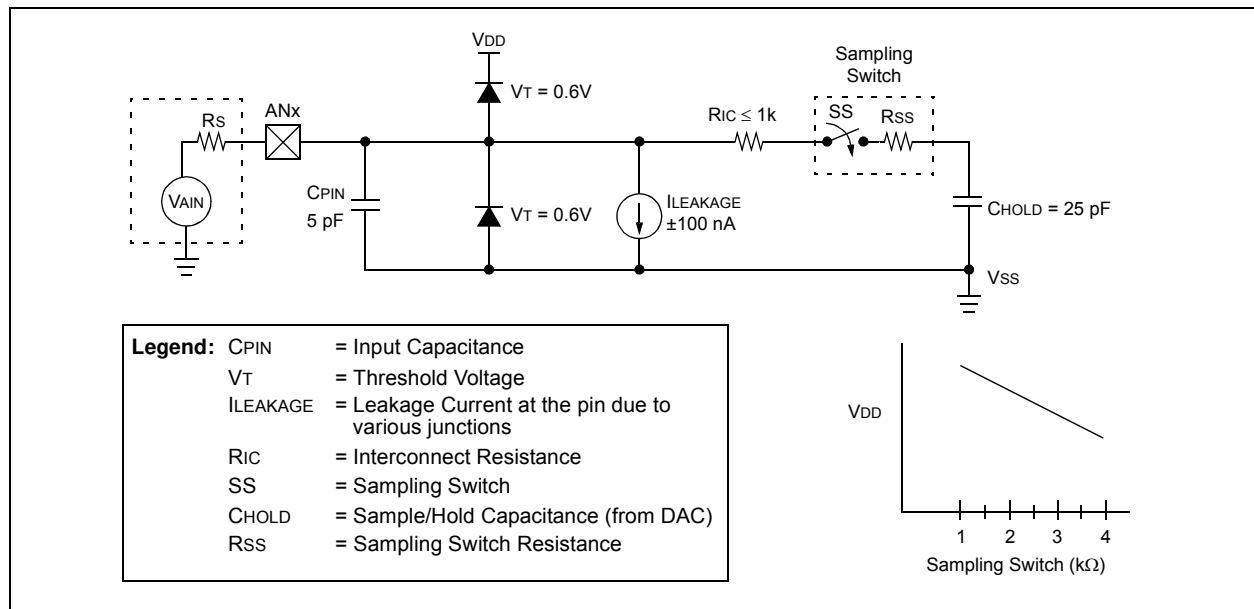 VDD
Sampling
Switch
VT = 0.6V
RIC ≤ 1k
SS
RSS
RS
ANx
VAIN
CPIN
5 pF
VT = 0.6V
ILEAKAGE
±100 nA
CHOLD = 25 pF
VSS
Legend: CPIN = Input Capacitance
VT = Threshold Voltage
ILEAKAGE = Leakage Current at the pin due to
various junctions
RIC = Interconnect Resistance
SS = Sampling Switch
CHOLD = Sample/Hold Capacitance (from DAC)
RSS = Sampling Switch Resistance
VDD
1 2 3 4
Sampling Switch (kΩ)